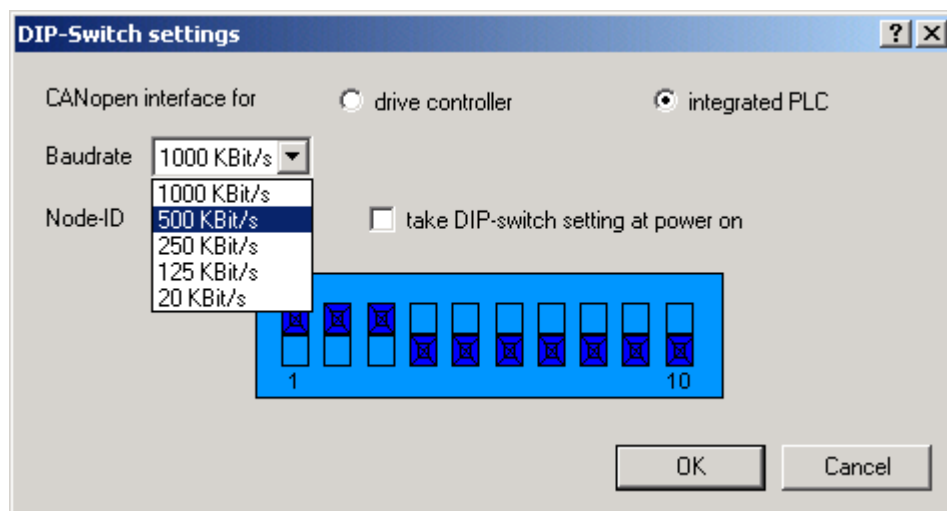 DIP-Switch settings
CANopen interface for drive controller integrated PLC
Baudrate 1000 KBit/s
1000 KBit/s
Node-ID 500 KBit/s take DIP-switch setting at power on
250 KBit/s
125 KBit/s
20 KBit/s
1 10
OK Cancel